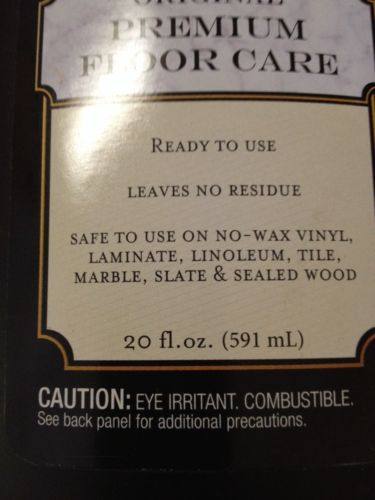 ORIGINAL
PREMIUM
FLOOR CARE
READY TO USE
LEAVES NO RESIDUE
SAFE TO USE ON NO-WAX VINYL,
LAMINATE, LINOLEUM, TILE,
MARBLE, SLATE & SEALED WOOD
20 fl.oz. (591 mL)
CAUTION: EYE IRRITANT. COMBUSTIBLE.
See back panel for additional precautions.